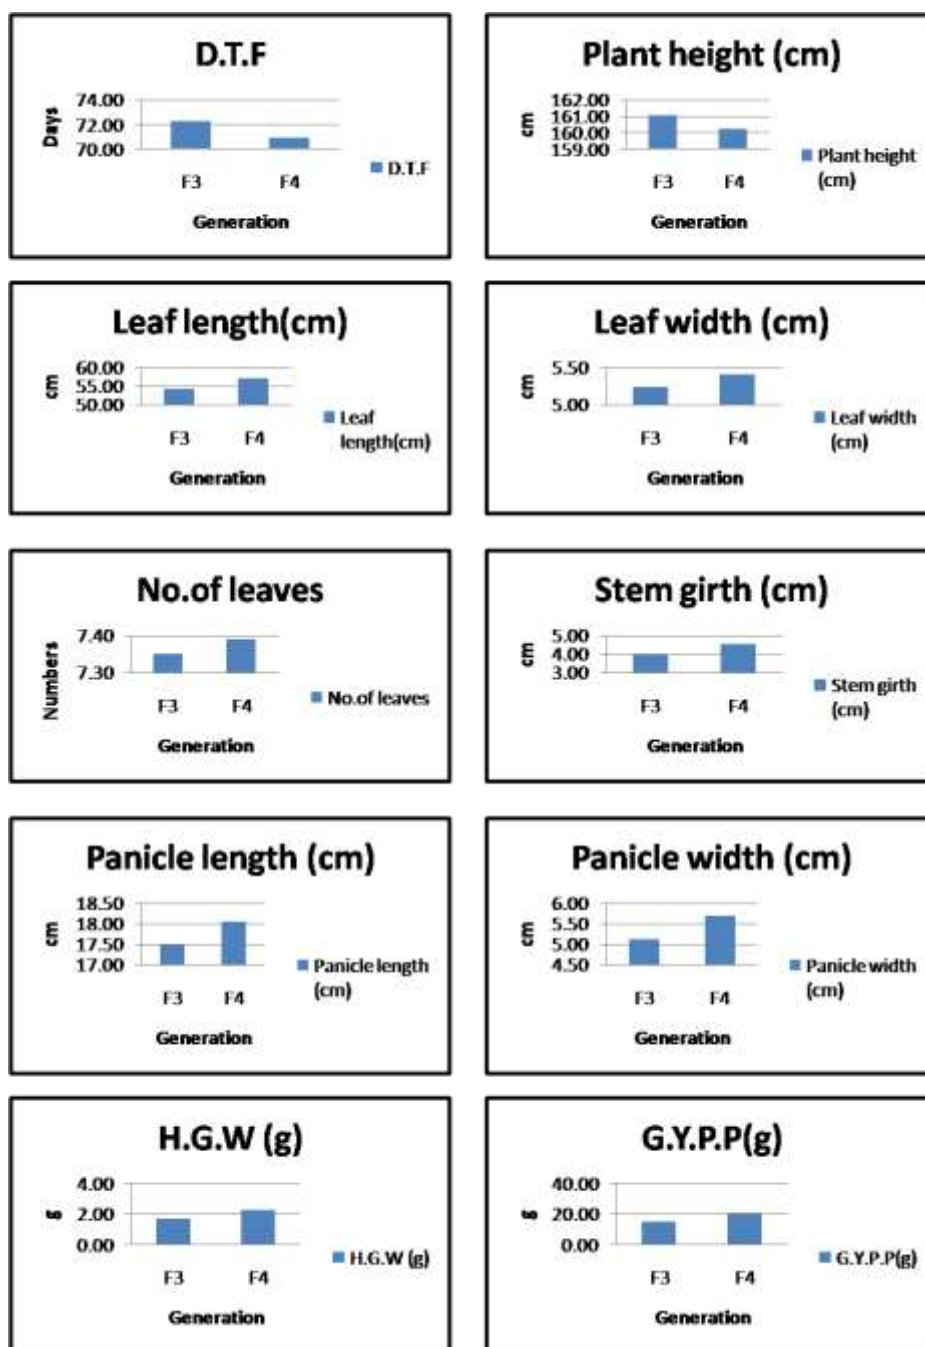 D.T.F
Days
74.00
72.00
70.00
F3 F4
Generation
D.T.F
Plant height (cm)
cm
162.00
161.00
160.00
159.00
F3 F4
Generation
Plant height
(cm)
Leaf length(cm)
cm
60.00
55.00
50.00
F3 F4
Generation
Leaf
length(cm)
Leaf width (cm)
cm
5.50
5.00
F3 F4
Generation
Leaf width
(cm)
No.of leaves
Numbers
7.40
7.30
F3 F4
Generation
No.of leaves
Stem girth (cm)
cm
5.00
4.00
3.00
F3 F4
Generation
Stem girth
(cm)
Panicle length (cm)
cm
18.50
18.00
17.50
17.00
F3 F4
Generation
Panicle length
(cm)
Panicle width (cm)
cm
6.00
5.50
5.00
4.50
F3 F4
Generation
Panicle width
(cm)
H.G.W (g)
g
4.00
2.00
0.00
F3 F4
Generation
H.G.W (g)
G.Y.P.P(g)
g
40.00
20.00
0.00
F3 F4
Generation
G.Y.P.P(g)